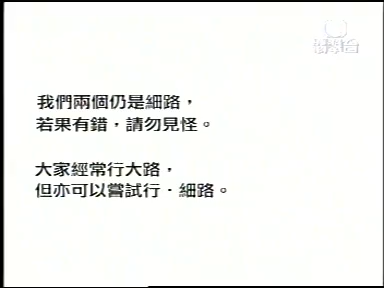 我們兩個仍是細路，
若果有錯，請勿見怪。
大家經常行大路，
但亦可以嘗試行．細路。